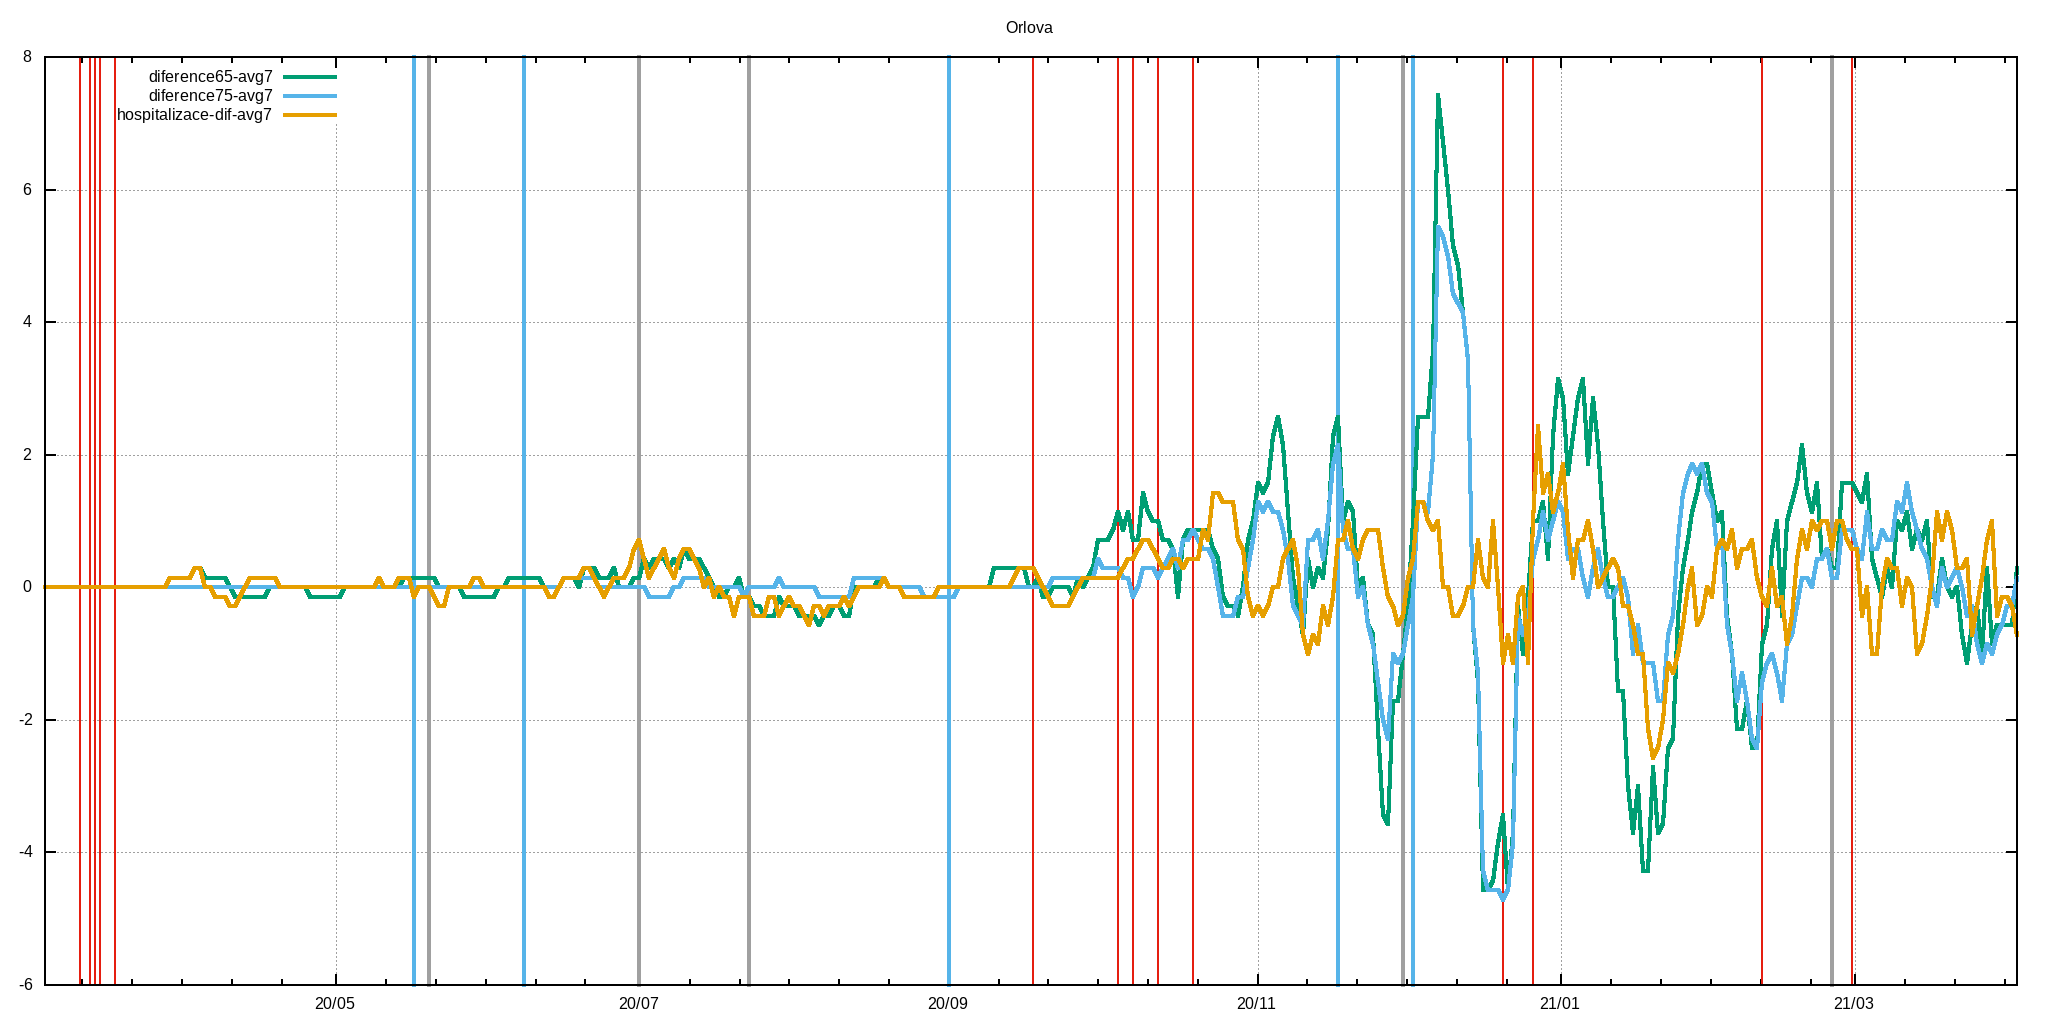 Orlova
8
diference65-avg7
diference75-avg7
hospitalizace-dif-avg7
6
4
2
0
-2
-4
-6
20/05 20/07 20/09 20/11 21/01 21/03